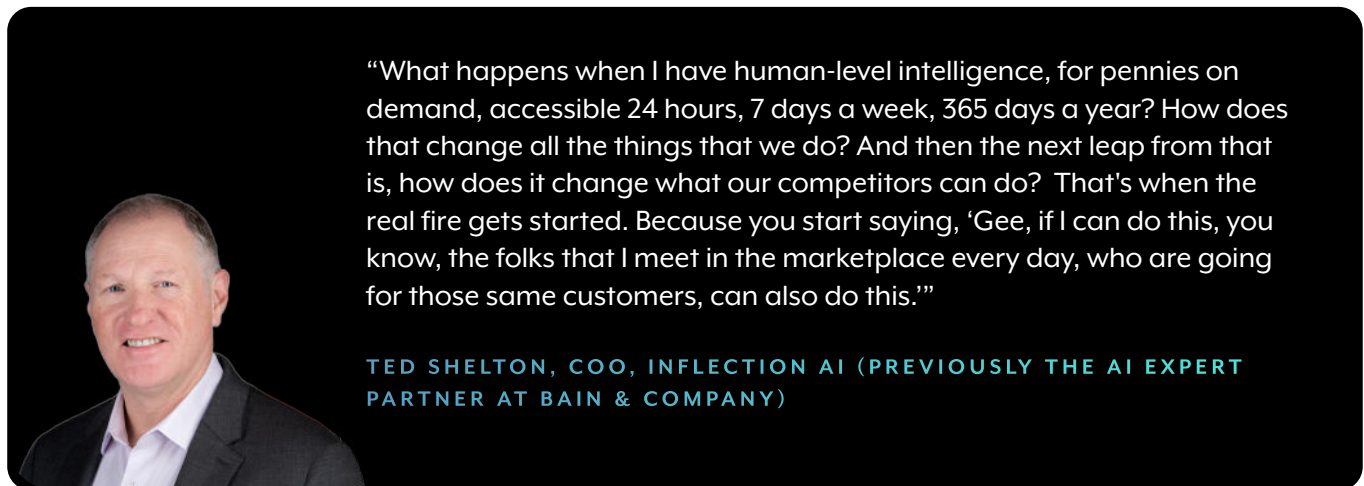 “What happens when I have human-level intelligence, for pennies on
demand, accessible 24 hours, 7 days a week, 365 days a year? How does
that change all the things that we do? And then the next leap from that
is, how does it change what our competitors can do?  That's when the
real fire gets started. Because you start saying, ‘Gee, if I can do this, you
know, the folks that I meet in the marketplace every day, who are going
for those same customers, can also do this.’”
TED SHELTON, COO, INFLECTION AI (PREVIOUSLY THE AI EXPERT
PARTNER AT BAIN & COMPANY)